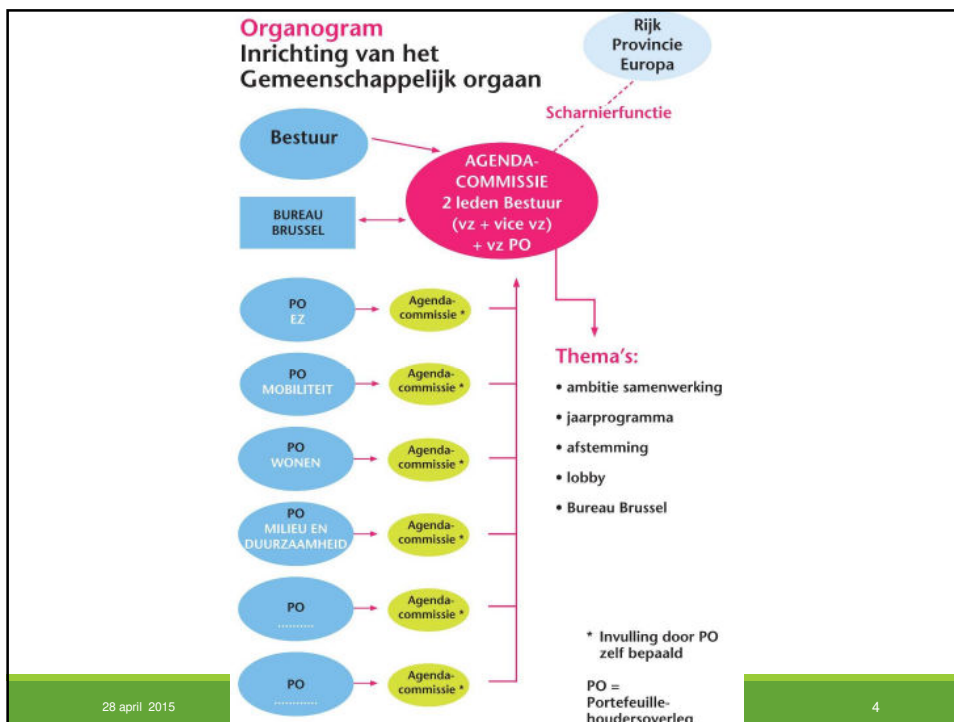 Organogram
Inrichting van het
Gemeenschappelijk orgaan
Rijk
Provincie
Europa
Scharnierfunctie
Bestuur
AGENDA-
COMMISSIE
2 leden Bestuur
(vz + vice vz)
+ vz PO
BUREAU
BRUSSEL
PO
EZ
Agenda-
commissie *
PO
MOBILITEIT
Agenda-
commissie *
PO
WONEN
Agenda-
commissie *
PO
MILIEU EN
DUURZAAMHEID
Agenda-
commissie *
PO
..........
Agenda-
commissie *
PO
..........
Agenda-
commissie *
Thema's:
• ambitie samenwerking
• jaarprogramma
• afstemming
• lobby
• Bureau Brussel
* Invulling door PO
zelf bepaald
PO =
Portefeuille-
houdersoverleg
28 april 2015
4